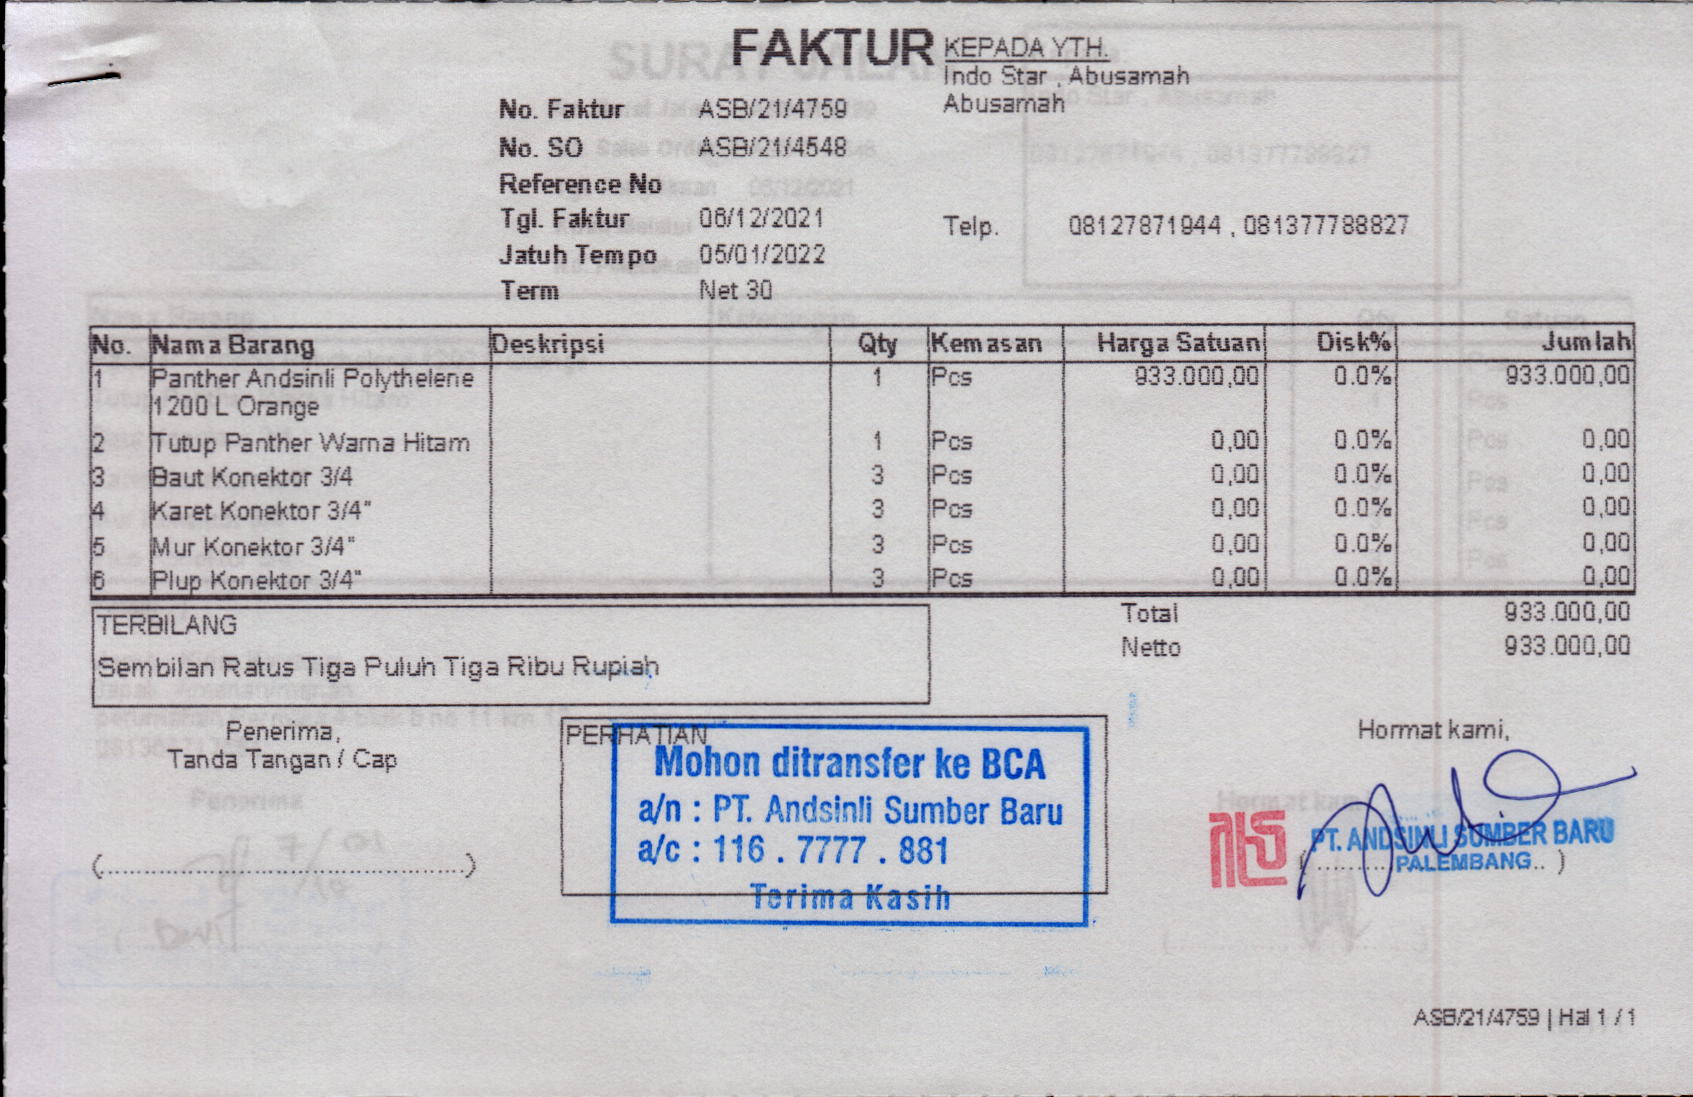 FAKTUR
KEPADA YTH.
Indo Star , Abusamah
Abusamah
No. Faktur ASB/21/4759
No. SO ASB/21/4548
Reference No
Tgl. Faktur 06/12/2021
Telp. 08127871944 , 081377788827
Jatuh Tempo 05/01/2022
Term Net 30
No. Nama Barang Deskripsi Qty Kemasan Harga Satuan Disk% Jumlah
1 Panther Andsinli Polythelene 1 Pcs 933.000,00 0.0% 933.000,00
1200 L Orange
2 Tutup Panther Warna Hitam 1 Pcs 0,00 0.0% 0,00
3 Baut Konektor 3/4 3 Pcs 0,00 0.0% 0,00
4 Karet Konektor 3/4" 3 Pcs 0,00 0.0% 0,00
5 Mur Konektor 3/4" 3 Pcs 0,00 0.0% 0,00
6 Plup Konektor 3/4" 3 Pcs 0,00 0.0% 0,00
Total 933.000,00
Netto 933.000,00
TERBILANG
Sembilan Ratus Tiga Puluh Tiga Ribu Rupiah
Penerima,
Tanda Tangan / Cap
(..........................................)
PERHATIAN
Mohon ditransfer ke BCA
a/n : PT. Andsinli Sumber Baru
a/c : 116 . 7777 . 881
Terima Kasih
Hormat kami,
PT. ANDSINLI SUMBER BARU
PALEMBANG
ASB/21/4759 | Hal 1 / 1